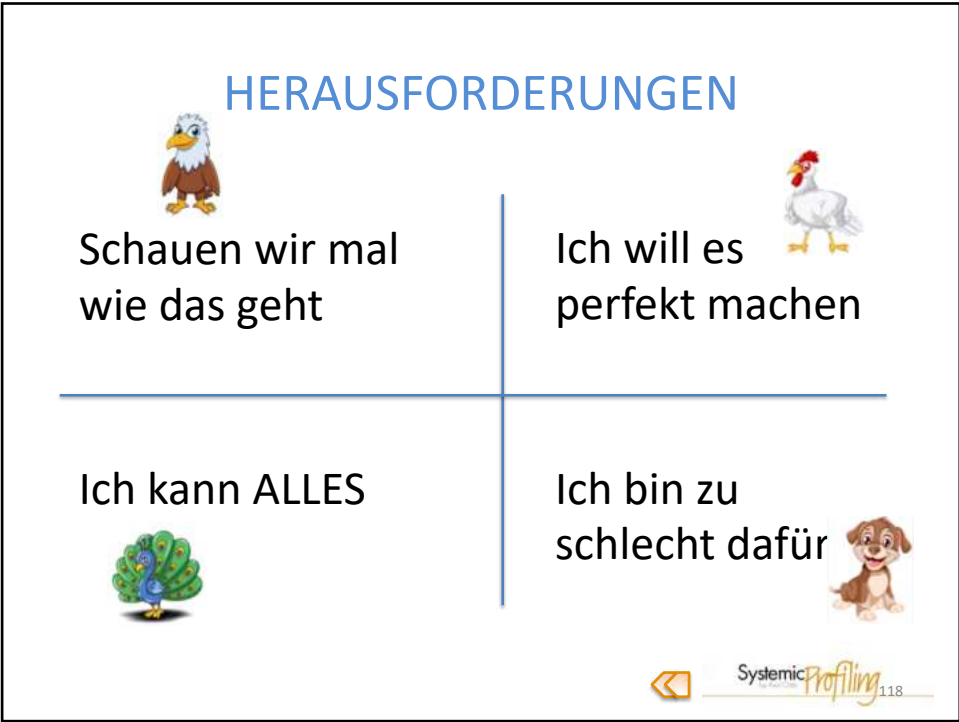 HERAUSFORDERUNGEN
Schauen wir mal
wie das geht
Ich will es
perfekt machen
Ich kann ALLES
Ich bin zu
schlecht dafür
Systemic Profiling
118